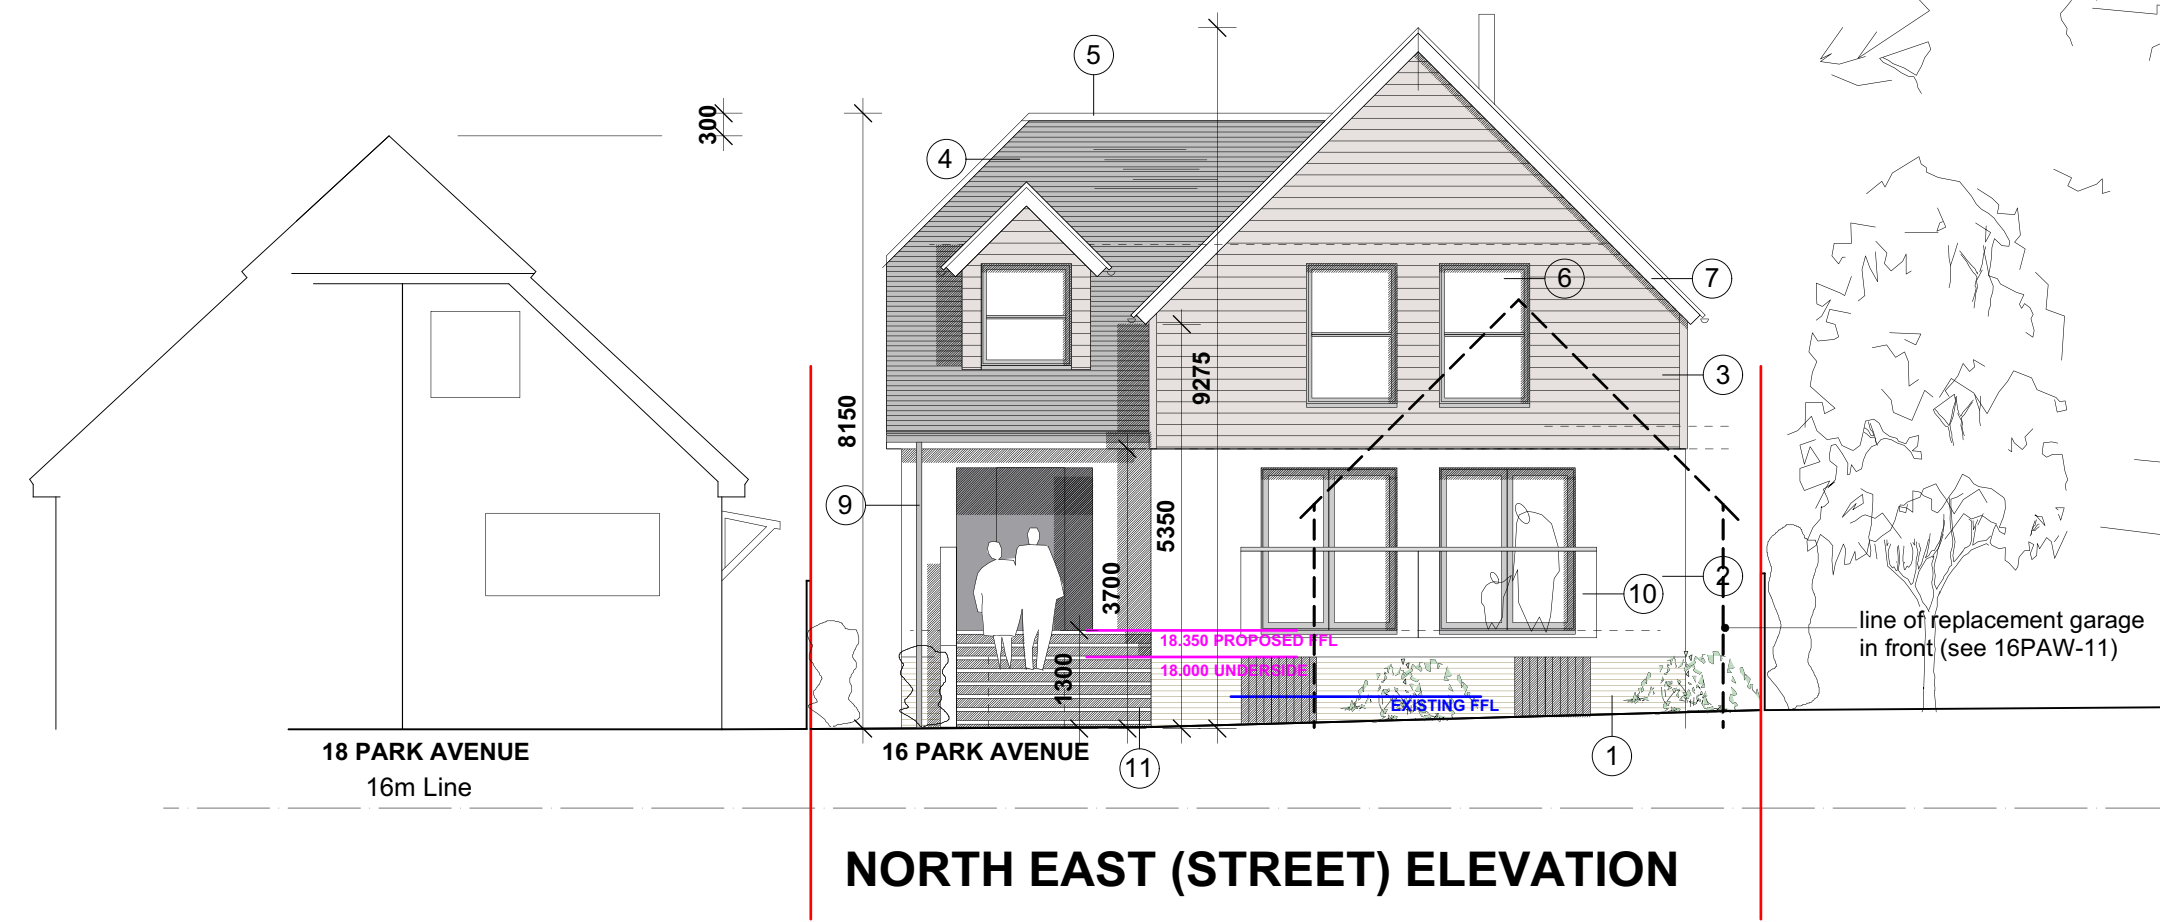 5
300
4
6
7
3
9275
8150
9
5350
3700
2
10
line of replacement garage
in front (see 16PAW-11)
18.350 PROPOSED FFL
18.000 UNDERSIDE
1300
EXISTING FFL
18 PARK AVENUE
16 PARK AVENUE
11
1
16m Line
NORTH EAST (STREET) ELEVATION